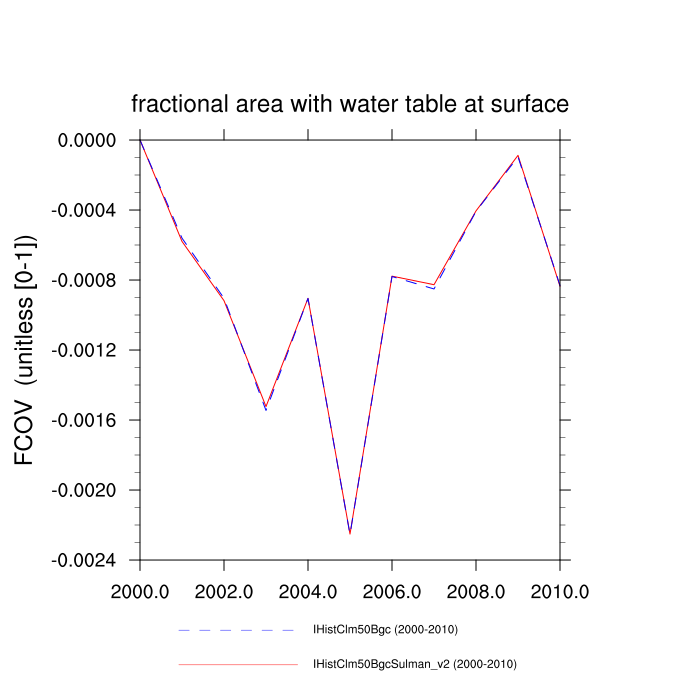 fractional area with water table at surface
FCOV (unitless [0-1])
0.0000
-0.0004
-0.0008
-0.0012
-0.0016
-0.0020
-0.0024
2000.0 2002.0 2004.0 2006.0 2008.0 2010.0
IHistClm50Bgc (2000-2010)
IHistClm50BgcSulman_v2 (2000-2010)